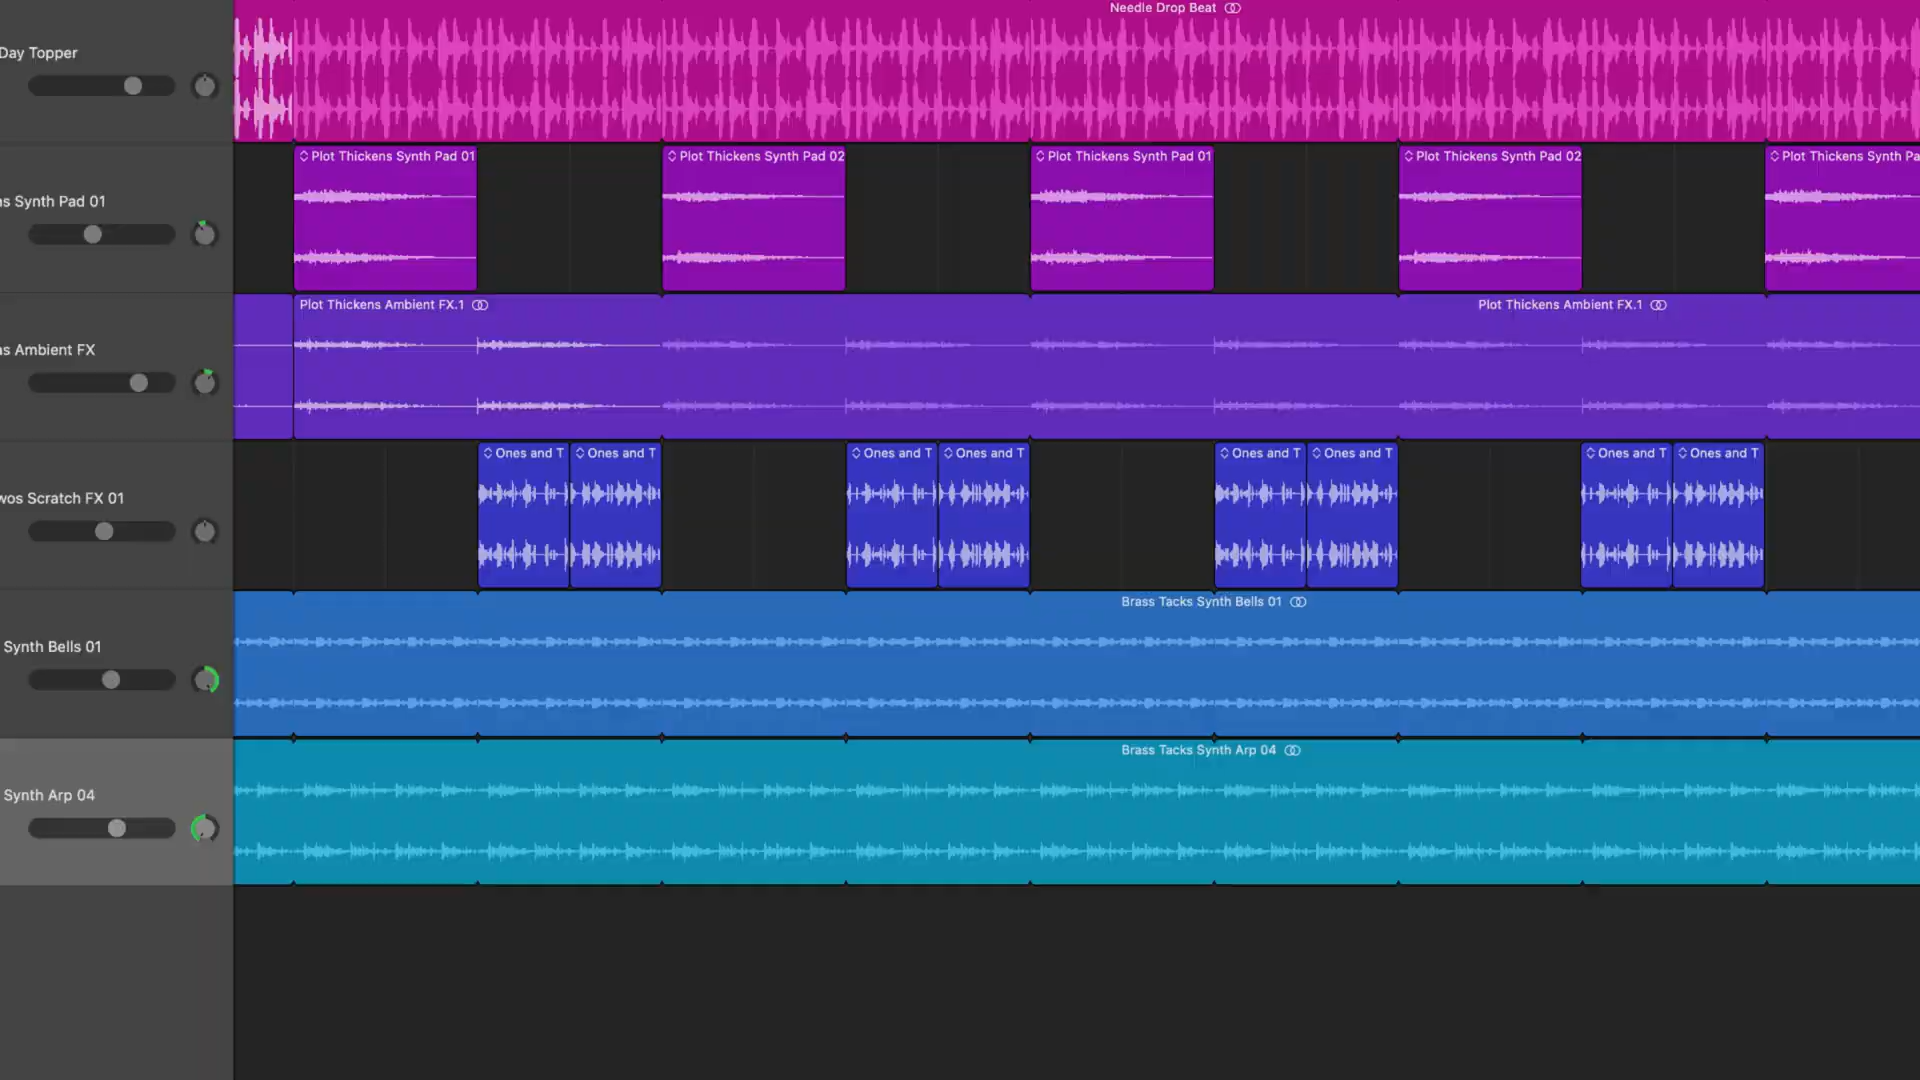 Needle Drop Beat
Day Topper
Plot Thickens Synth Pad 01
Plot Thickens Synth Pad 02
Plot Thickens Synth Pad 01
Plot Thickens Synth Pad 02
Plot Thickens Synth Pa
s Synth Pad 01
Plot Thickens Ambient FX.1
Plot Thickens Ambient FX.1
s Ambient FX
Ones and T
Ones and T
Ones and T
Ones and T
Ones and T
Ones and T
Ones and T
Ones and T
wos Scratch FX 01
Brass Tacks Synth Bells 01
Synth Bells 01
Brass Tacks Synth Arp 04
Synth Arp 04